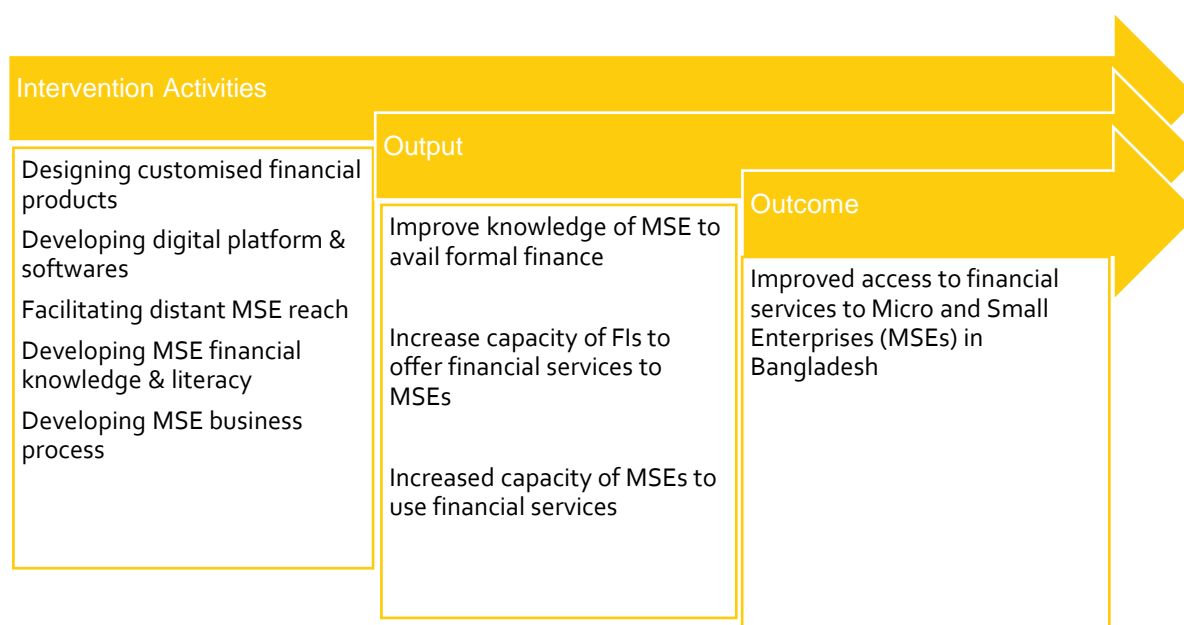 Intervention Activities
Designing customised financial
products
Developing digital platform &
softwares
Facilitating distant MSE reach
Developing MSE financial
knowledge & literacy
Developing MSE business
process
Output
Improve knowledge of MSE to
avail formal finance
Increase capacity of FIs to
offer financial services to
MSEs
Increased capacity of MSEs to
use financial services
Outcome
Improved access to financial
services to Micro and Small
Enterprises (MSEs) in
Bangladesh